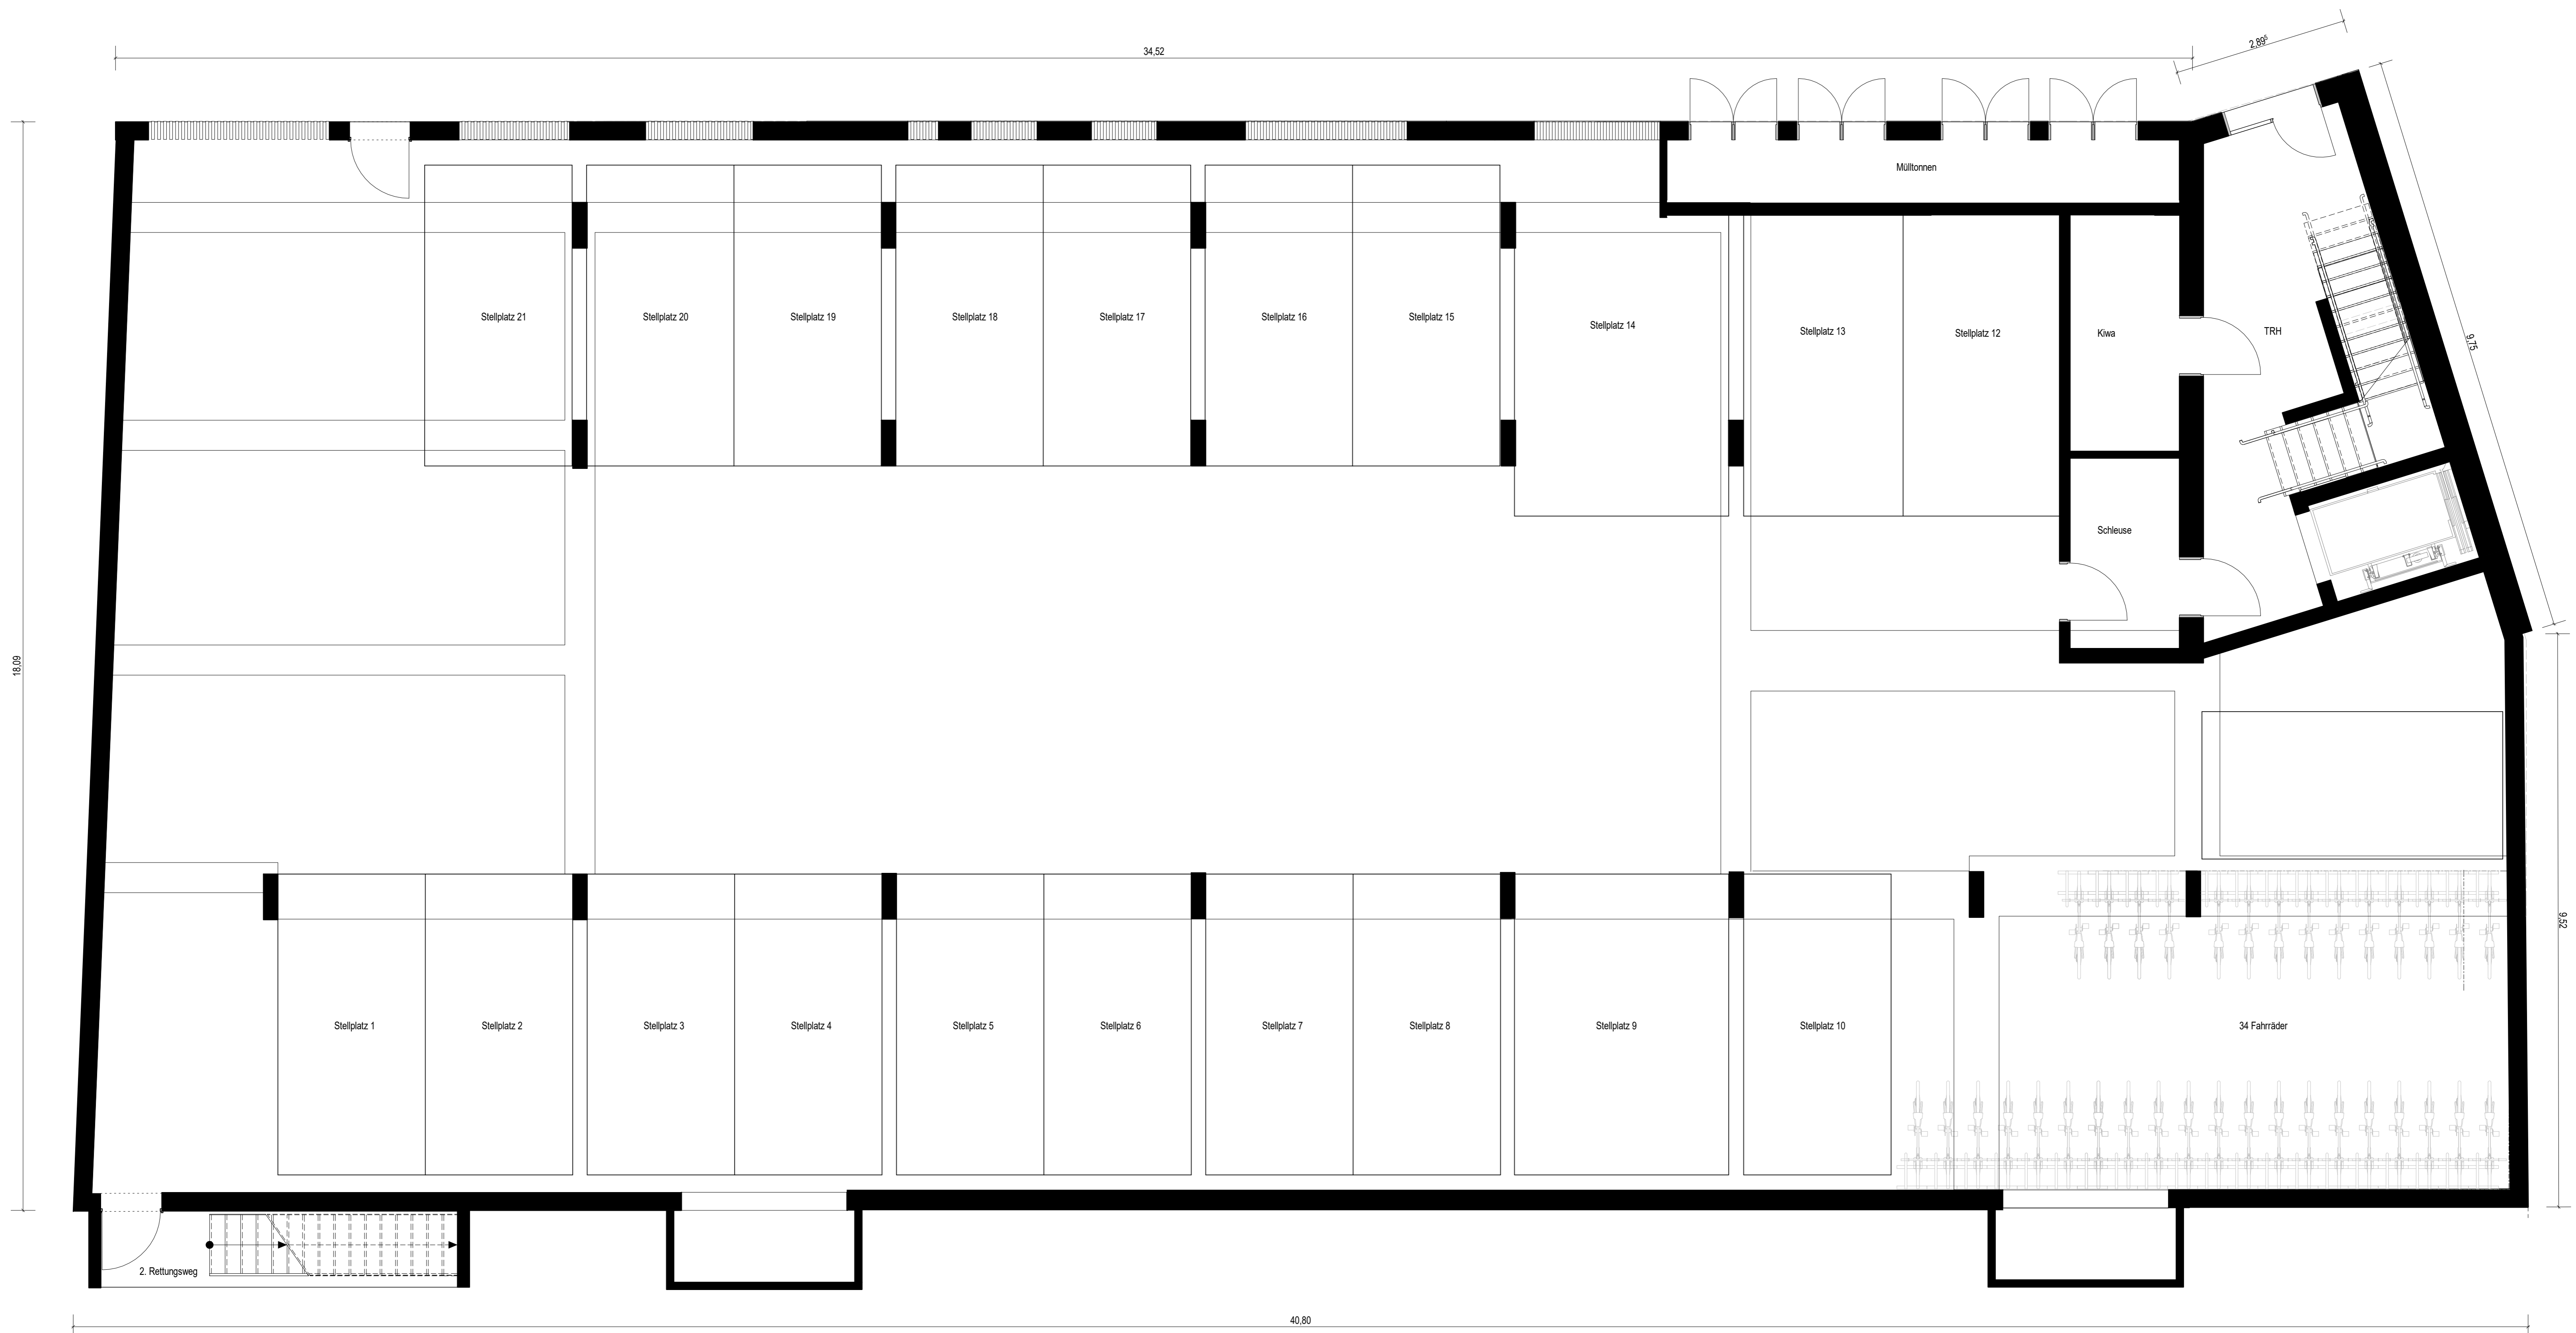 34,52
2,89⁵
Mülltonnen
Stellplatz 21
Stellplatz 20
Stellplatz 19
Stellplatz 18
Stellplatz 17
Stellplatz 16
Stellplatz 15
Stellplatz 14
Stellplatz 13
Stellplatz 12
Kiwa
TRH
9,75
Schleuse
18,09
9,52
Stellplatz 1
Stellplatz 2
Stellplatz 3
Stellplatz 4
Stellplatz 5
Stellplatz 6
Stellplatz 7
Stellplatz 8
Stellplatz 9
Stellplatz 10
34 Fahrräder
2. Rettungsweg
40,80